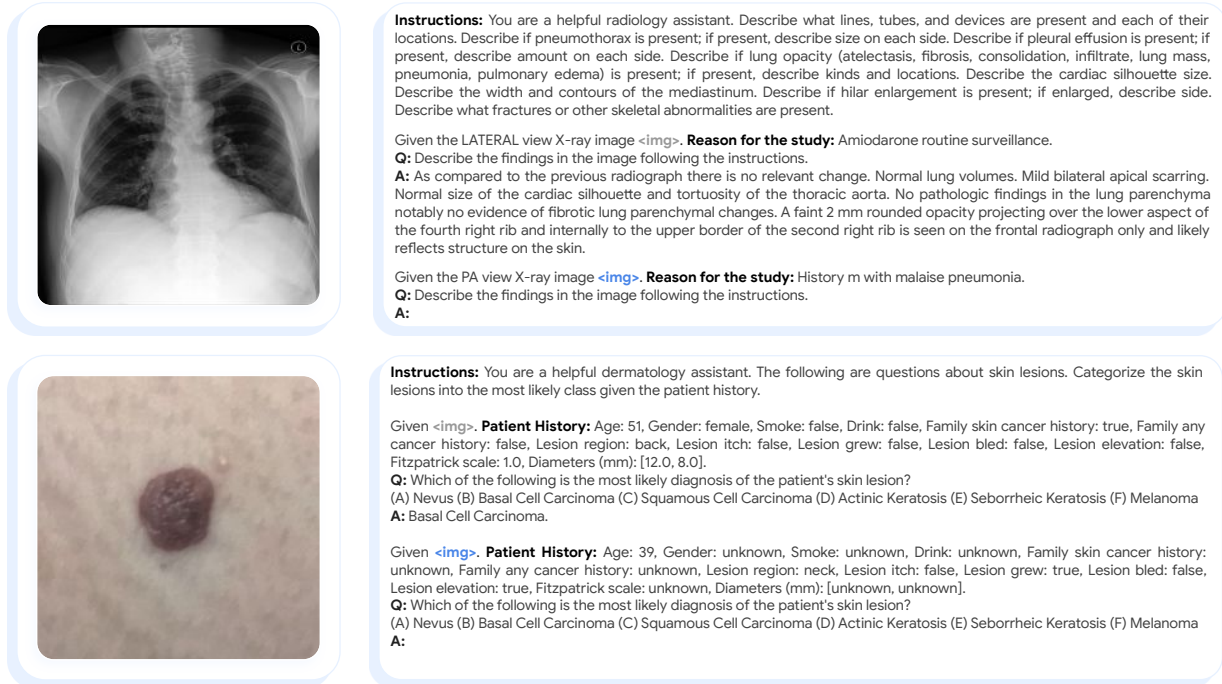 L
Instructions: You are a helpful radiology assistant. Describe what lines, tubes, and devices are present and each of their
locations. Describe if pneumothorax is present; if present, describe size on each side. Describe if pleural effusion is present; if
present, describe amount on each side. Describe if lung opacity (atelectasis, fibrosis, consolidation, infiltrate, lung mass,
pneumonia, pulmonary edema) is present; if present, describe kinds and locations. Describe the cardiac silhouette size.
Describe the width and contours of the mediastinum. Describe if hilar enlargement is present; if enlarged, describe side.
Describe what fractures or other skeletal abnormalities are present.
Given the LATERAL view X-ray image <img>. Reason for the study: Amiodarone routine surveillance.
Q: Describe the findings in the image following the instructions.
A: As compared to the previous radiograph there is no relevant change. Normal lung volumes. Mild bilateral apical scarring.
Normal size of the cardiac silhouette and tortuosity of the thoracic aorta. No pathologic findings in the lung parenchyma
notably no evidence of fibrotic lung parenchymal changes. A faint 2 mm rounded opacity projecting over the lower aspect of
the fourth right rib and internally to the upper border of the second right rib is seen on the frontal radiograph only and likely
reflects structure on the skin.
Given the PA view X-ray image <img>. Reason for the study: History m with malaise pneumonia.
Q: Describe the findings in the image following the instructions.
A:
Instructions: You are a helpful dermatology assistant. The following are questions about skin lesions. Categorize the skin
lesions into the most likely class given the patient history.
Given <img>. Patient History: Age: 51, Gender: female, Smoke: false, Drink: false, Family skin cancer history: true, Family any
cancer history: false, Lesion region: back, Lesion itch: false, Lesion grew: false, Lesion bled: false, Lesion elevation: false,
Fitzpatrick scale: 1.0, Diameters (mm): [12.0, 8.0].
Q: Which of the following is the most likely diagnosis of the patient's skin lesion?
(A) Nevus (B) Basal Cell Carcinoma (C) Squamous Cell Carcinoma (D) Actinic Keratosis (E) Seborrheic Keratosis (F) Melanoma
A: Basal Cell Carcinoma.
Given <img>. Patient History: Age: 39, Gender: unknown, Smoke: unknown, Drink: unknown, Family skin cancer history:
unknown, Family any cancer history: unknown, Lesion region: neck, Lesion itch: false, Lesion grew: true, Lesion bled: false,
Lesion elevation: true, Fitzpatrick scale: unknown, Diameters (mm): [unknown, unknown].
Q: Which of the following is the most likely diagnosis of the patient's skin lesion?
(A) Nevus (B) Basal Cell Carcinoma (C) Squamous Cell Carcinoma (D) Actinic Keratosis (E) Seborrheic Keratosis (F) Melanoma
A: